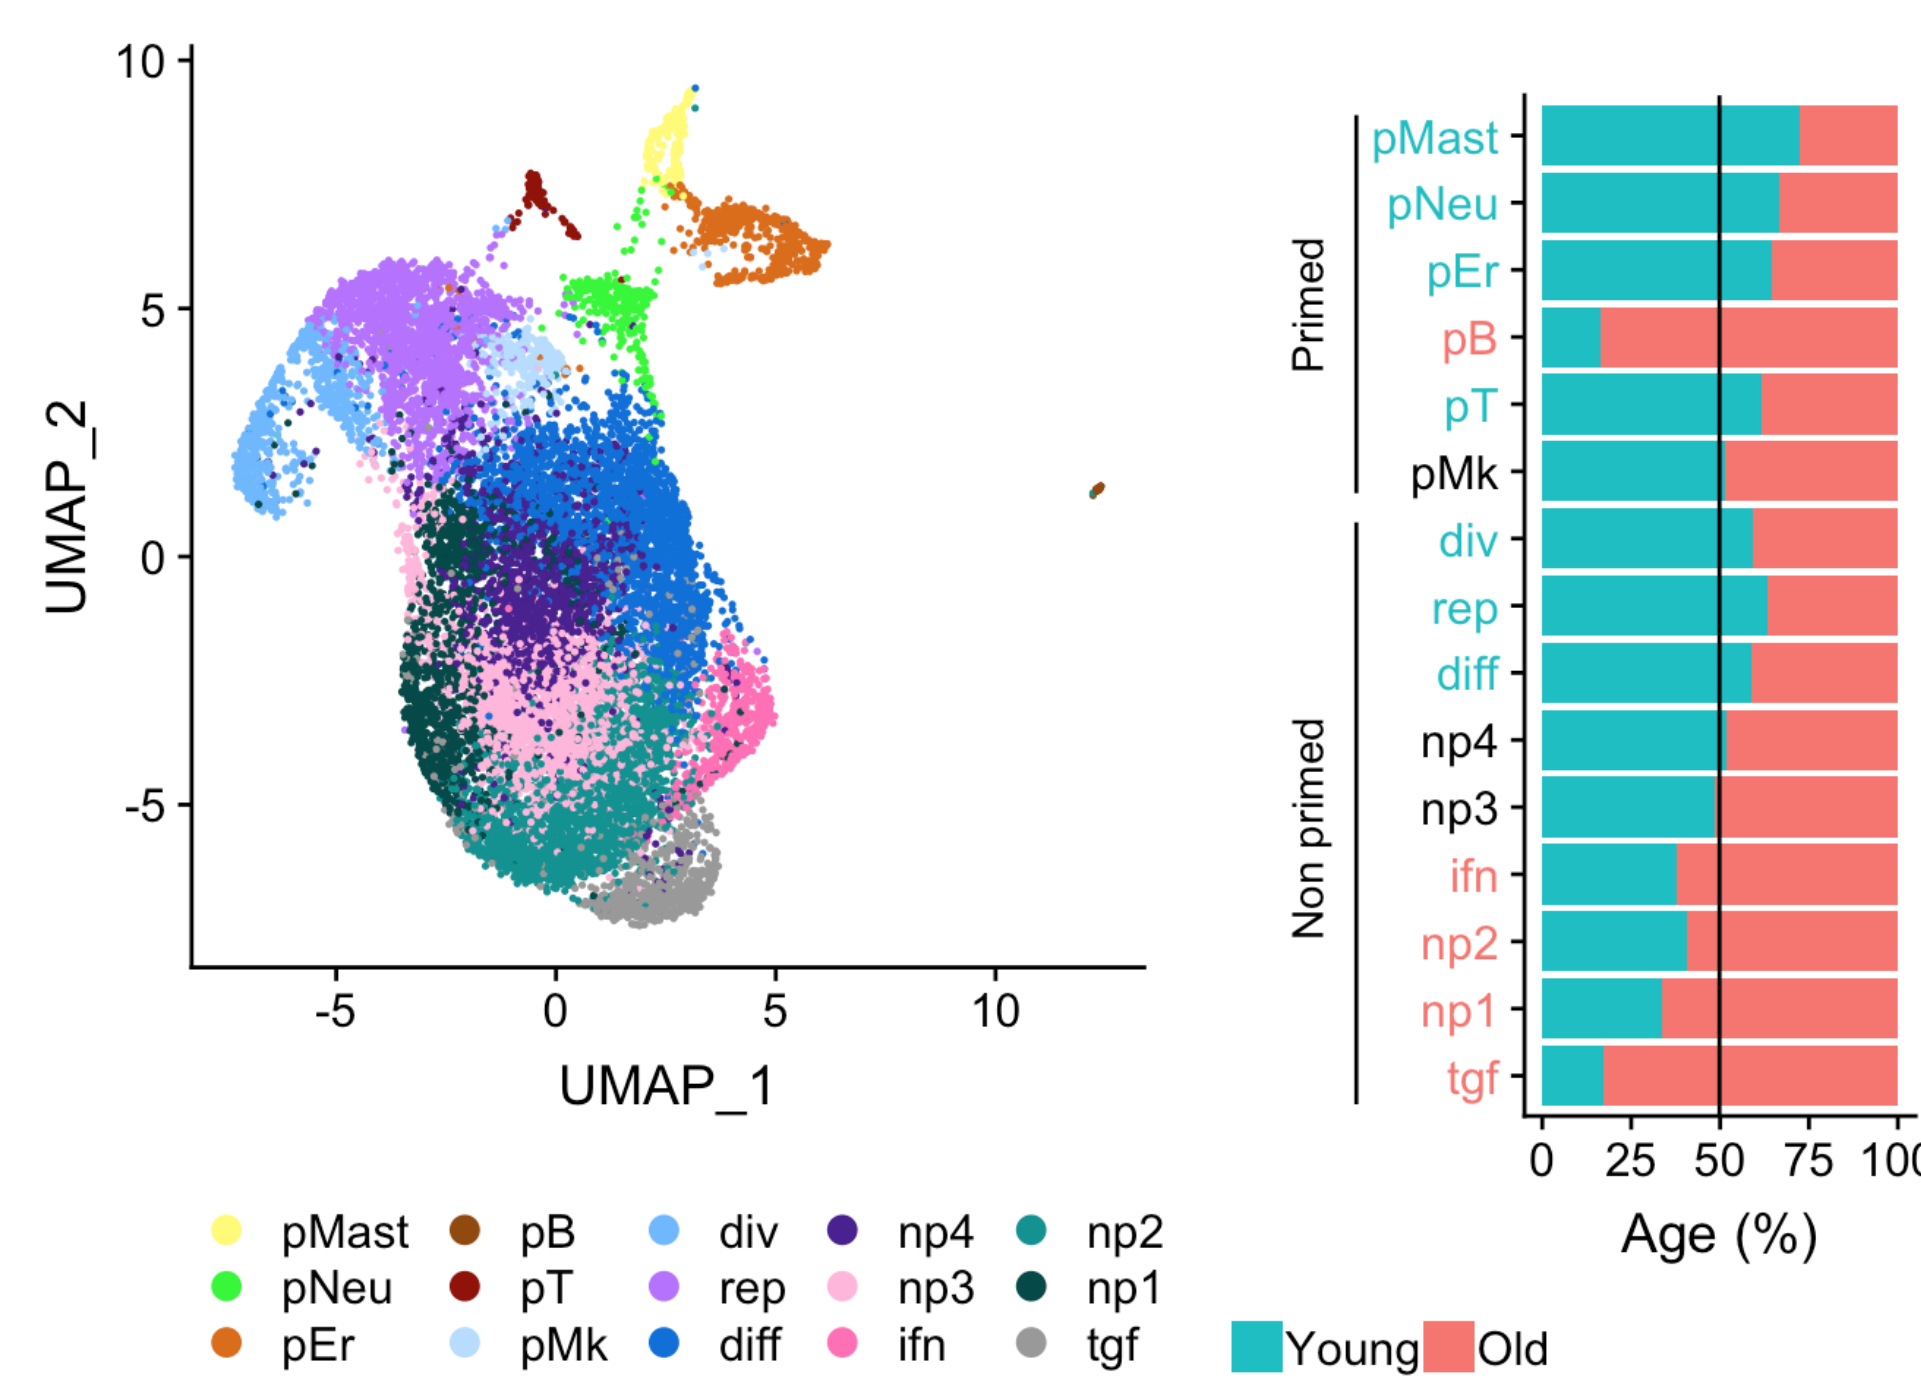 10
5
0
-5
UMAP_2
-5 0 5 10
UMAP_1
pMast pB div np4 np2
pNeu pT rep np3 np1
pEr pMk diff ifn tgf
Primed
Non primed
pMast
pNeu
pEr
pB
pT
pMk
div
rep
diff
np4
np3
ifn
np2
np1
tgf
0 25 50 75 100
Age (%)
Young Old